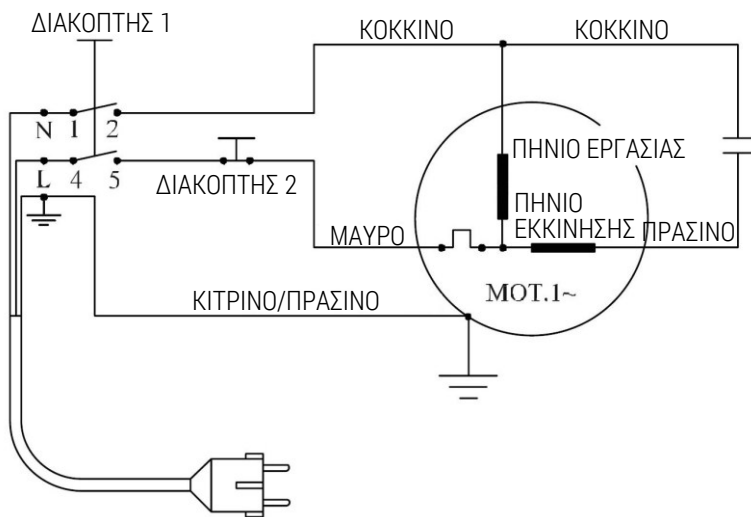 ΔΙΑΚΟΠΤΗΣ 1
ΚΟΚΚΙΝΟ ΚΟΚΚΙΝΟ
N 1 2
ΠΗΝΙΟ ΕΡΓΑΣΙΑΣ
L 4 5
ΔΙΑΚΟΠΤΗΣ 2
ΠΗΝΙΟ
ΕΚΚΙΝΗΣΗΣ
ΜΑΥΡΟ
ΠΡΑΣΙΝΟ
MOT.1~
ΚΙΤΡΙΝΟ/ΠΡΑΣΙΝΟ